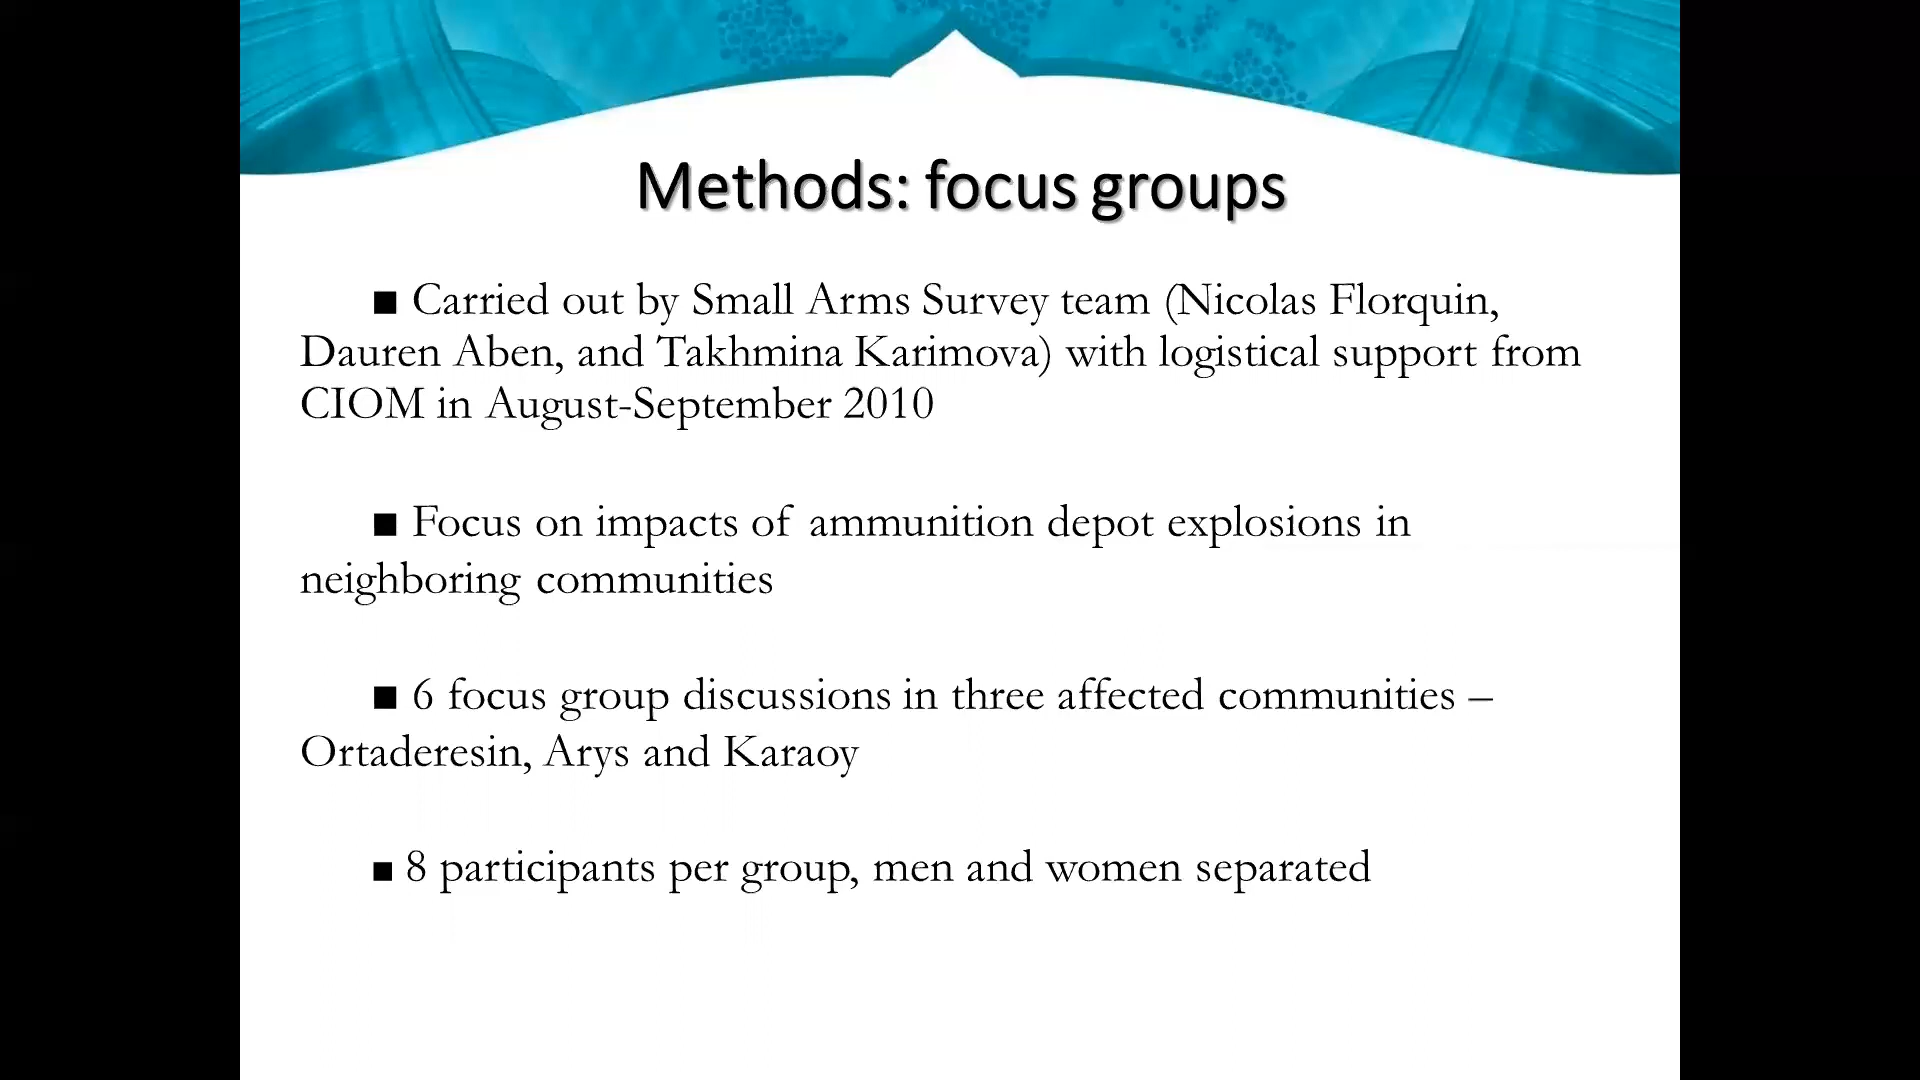 Methods: focus groups
■ Carried out by Small Arms Survey team (Nicolas Florquin,
Dauren Aben, and Takhmina Karimova) with logistical support from
CIOM in August-September 2010
■ Focus on impacts of ammunition depot explosions in
neighboring communities
■ 6 focus group discussions in three affected communities –
Ortaderesin, Arys and Karaoy
■ 8 participants per group, men and women separated